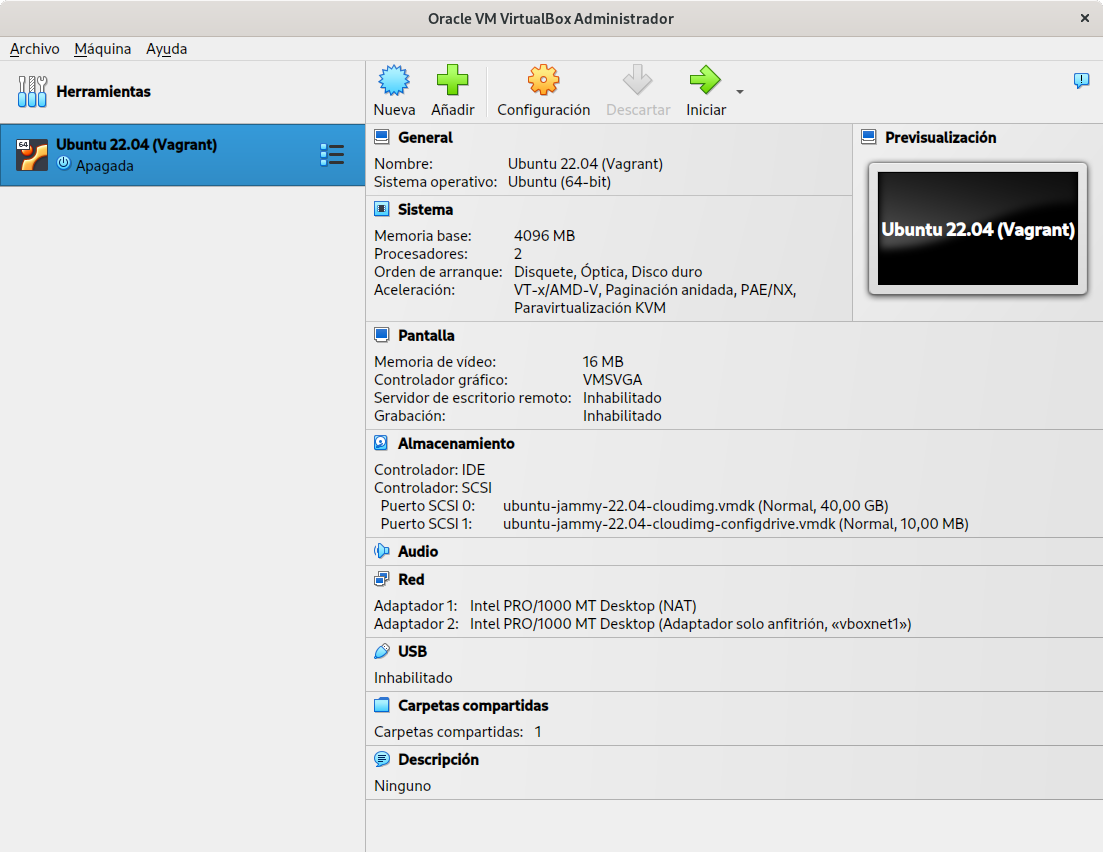 Oracle VM VirtualBox Administrador
Archivo Máquina Ayuda
Herramientas
64
Ubuntu 22.04 (Vagrant)
Apagada
Nueva Añadir Configuración Descartar Iniciar
General
Nombre: Ubuntu 22.04 (Vagrant)
Sistema operativo: Ubuntu (64-bit)
Previsualización
Ubuntu 22.04 (Vagrant)
Sistema
Memoria base: 4096 MB
Procesadores: 2
Orden de arranque: Disquete, Óptica, Disco duro
Aceleración: VT-x/AMD-V, Paginación anidada, PAE/NX,
Paravirtualización KVM
Pantalla
Memoria de vídeo: 16 MB
Controlador gráfico: VMSVGA
Servidor de escritorio remoto: Inhabilitado
Grabación: Inhabilitado
Almacenamiento
Controlador: IDE
Controlador: SCSI
Puerto SCSI 0: ubuntu-jammy-22.04-cloudimg.vmdk (Normal, 40,00 GB)
Puerto SCSI 1: ubuntu-jammy-22.04-cloudimg-configdrive.vmdk (Normal, 10,00 MB)
Audio
Red
Adaptador 1: Intel PRO/1000 MT Desktop (NAT)
Adaptador 2: Intel PRO/1000 MT Desktop (Adaptador solo anfitrión, «vboxnet1»)
USB
Inhabilitado
Carpetas compartidas
Carpetas compartidas: 1
Descripción
Ninguno